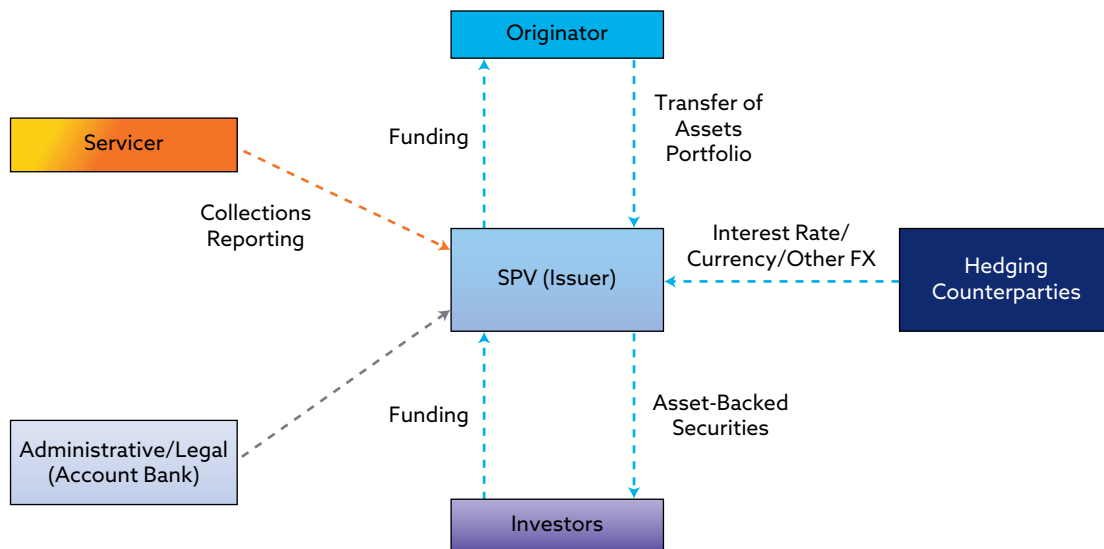 Originator
Funding
Transfer of
Assets
Portfolio
Servicer
Collections
Reporting
SPV (Issuer)
Interest Rate/
Currency/Other FX
Hedging
Counterparties
Funding
Asset-Backed
Securities
Administrative/Legal
(Account Bank)
Investors